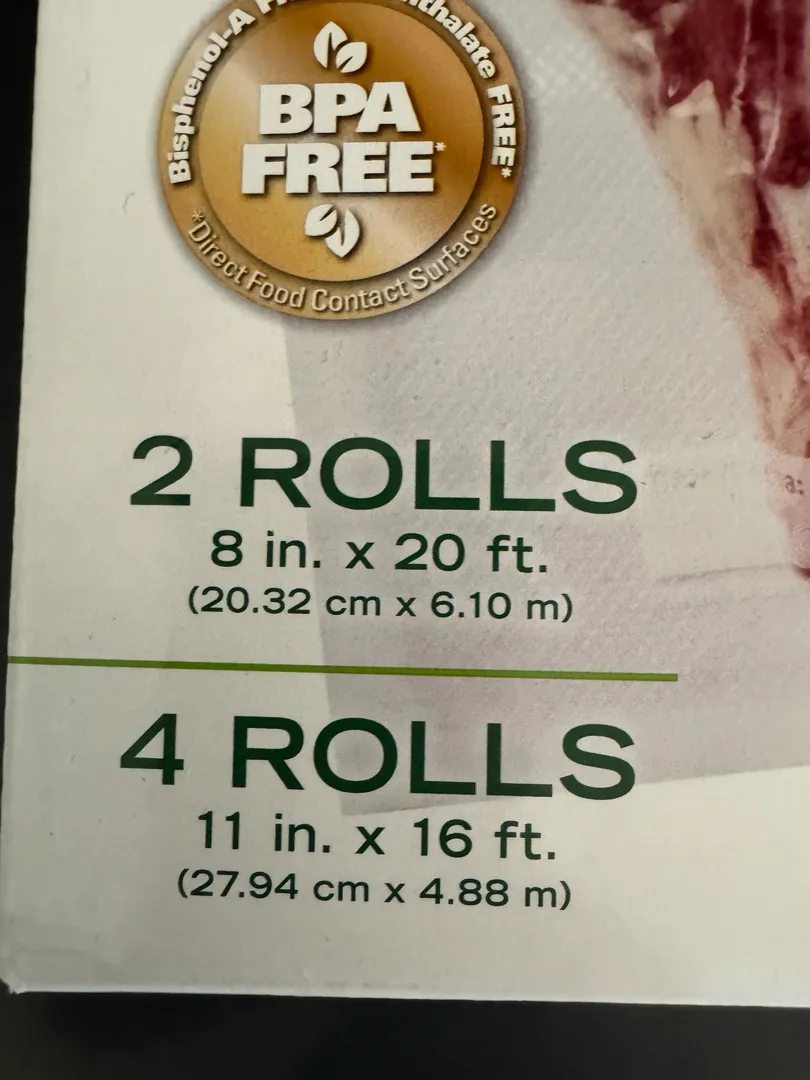 Bisphenol-A
FREE*
BPA
FREE*
*Direct Food Contact Surfaces
2 ROLLS
8 in. x 20 ft.
(20.32 cm x 6.10 m)
4 ROLLS
11 in. x 16 ft.
(27.94 cm x 4.88 m)